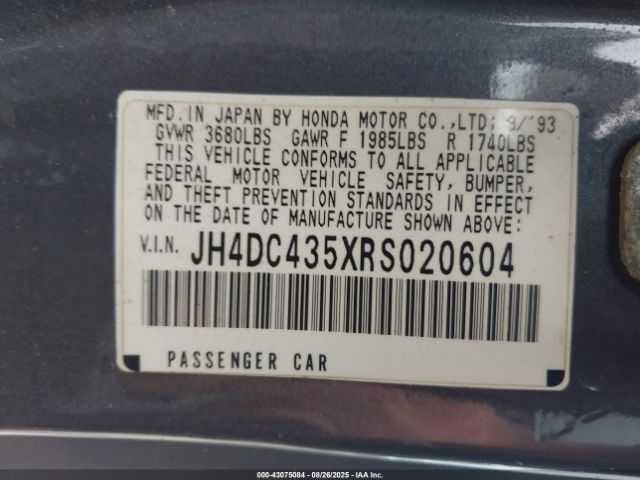 MFD. IN JAPAN BY HONDA MOTOR CO.,LTD; 9/'93
GVWR 3680LBS GAWR F 1985LBS R 1740LBS
THIS VEHICLE CONFORMS TO ALL APPLICABLE
FEDERAL MOTOR VEHICLE SAFETY, BUMPER,
AND THEFT PREVENTION STANDARDS IN EFFECT
ON THE DATE OF MANUFACTURE SHOWN ABOVE:
V.I.N. JH4DC435XRS020604
PASSENGER CAR
000-43075084 - 08/26/2025 - IAA Inc.